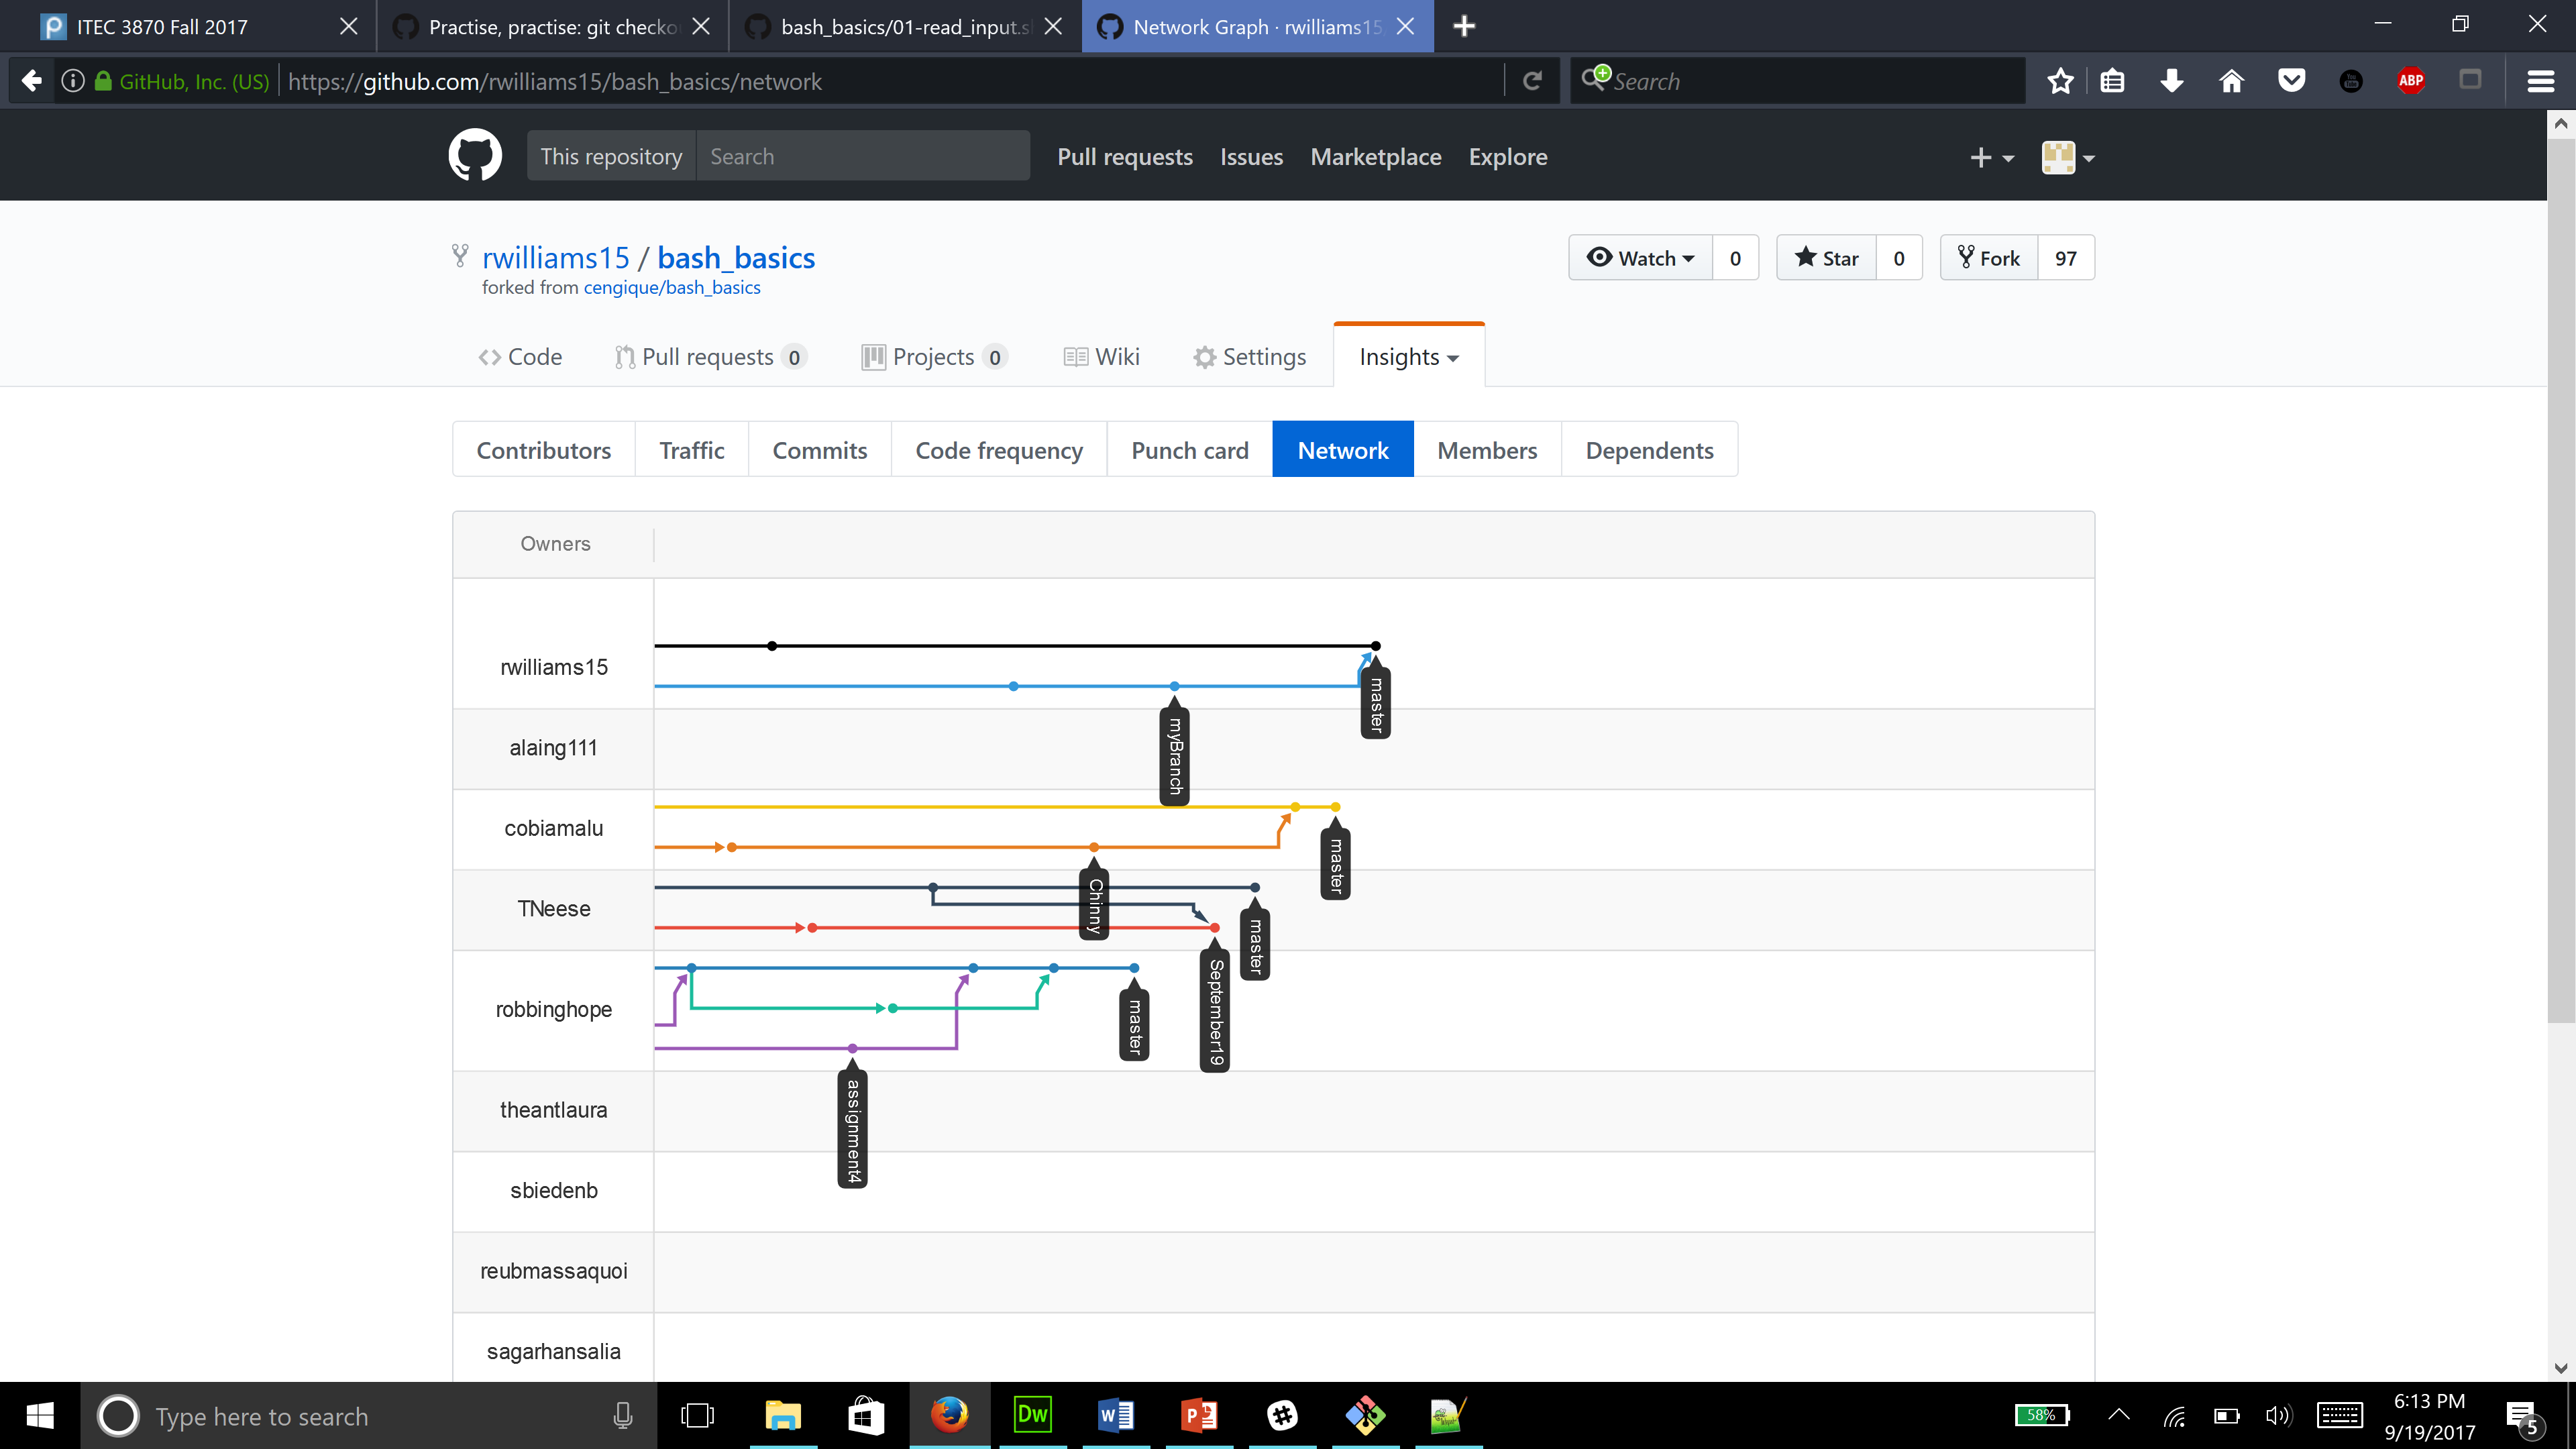 ITEC 3870 Fall 2017
Practise, practise: git checko
bash_basics/01-read_input.s
Network Graph · rwilliams15
GitHub, Inc. (US)
https://github.com/rwilliams15/bash_basics/network
Search
ABP
This repository
Search
Pull requests
Issues
Marketplace
Explore
rwilliams15 / bash_basics
forked from cengique/bash_basics
Watch 0
Star 0
Fork 97
Code
Pull requests 0
Projects 0
Wiki
Settings
Insights
Contributors
Traffic
Commits
Code frequency
Punch card
Network
Members
Dependents
Owners
rwilliams15
master
myBranch
alaing111
cobiamalu
master
Chinny
TNeese
master
September19
robbinghope
master
assignment4
theantlaura
sbiedenb
reubmassaquoi
sagarhansalia
Type here to search
Dw
58%
6:13 PM
9/19/2017
5